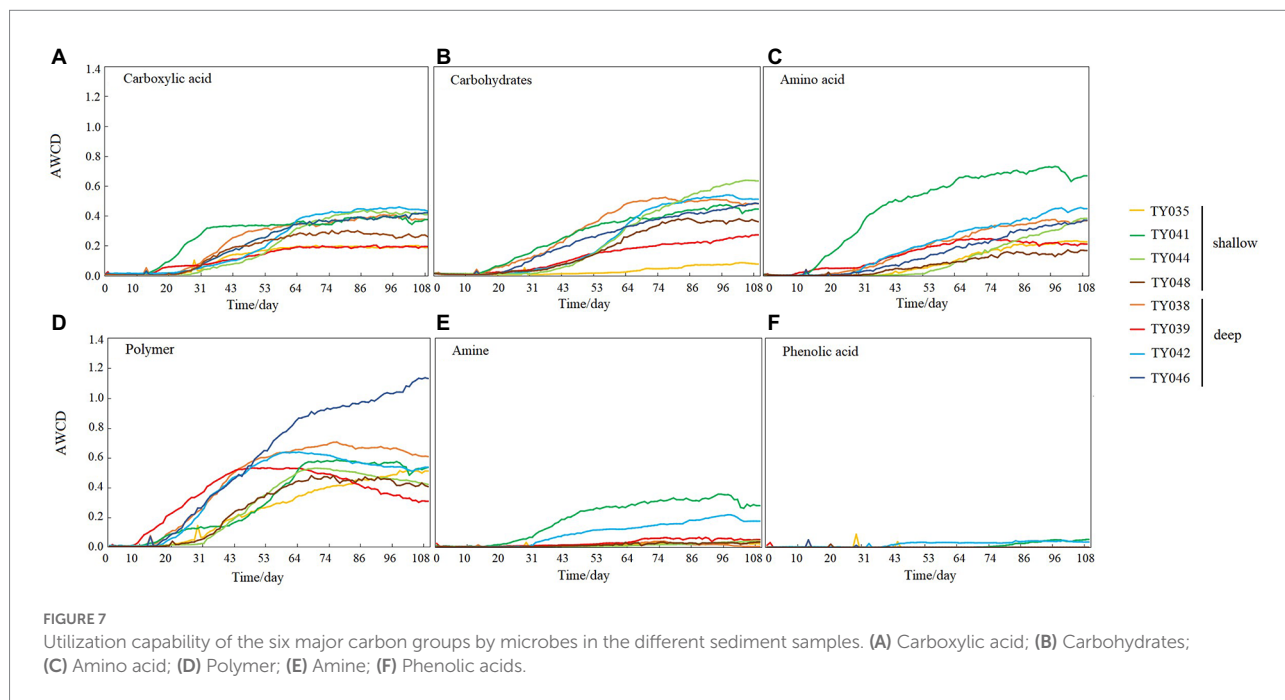 A
B
C
1.4
1.2
1.0
0.8
0.6
0.4
0.2
0.0
AWCD
Carboxylic acid
Carbohydrates
Amino acid
0 10 20 31 43 53 64 74 86 96 108
0 10 20 31 43 53 64 74 86 96 108
0 10 20 31 43 53 64 74 86 96 108
Time/day
Time/day
Time/day
D
E
F
1.4
1.2
1.0
0.8
0.6
0.4
0.2
0.0
AWCD
Polymer
Amine
Phenolic acid
0 10 20 31 43 53 64 74 86 96 108
0 10 20 31 43 53 64 74 86 96 108
0 10 20 31 43 53 64 74 86 96 108
Time/day
Time/day
Time/day
TY035
TY041
TY044
TY048
shallow
TY038
TY039
TY042
TY046
deep
FIGURE 7
Utilization capability of the six major carbon groups by microbes in the different sediment samples. (A) Carboxylic acid; (B) Carbohydrates;
(C) Amino acid; (D) Polymer; (E) Amine; (F) Phenolic acids.